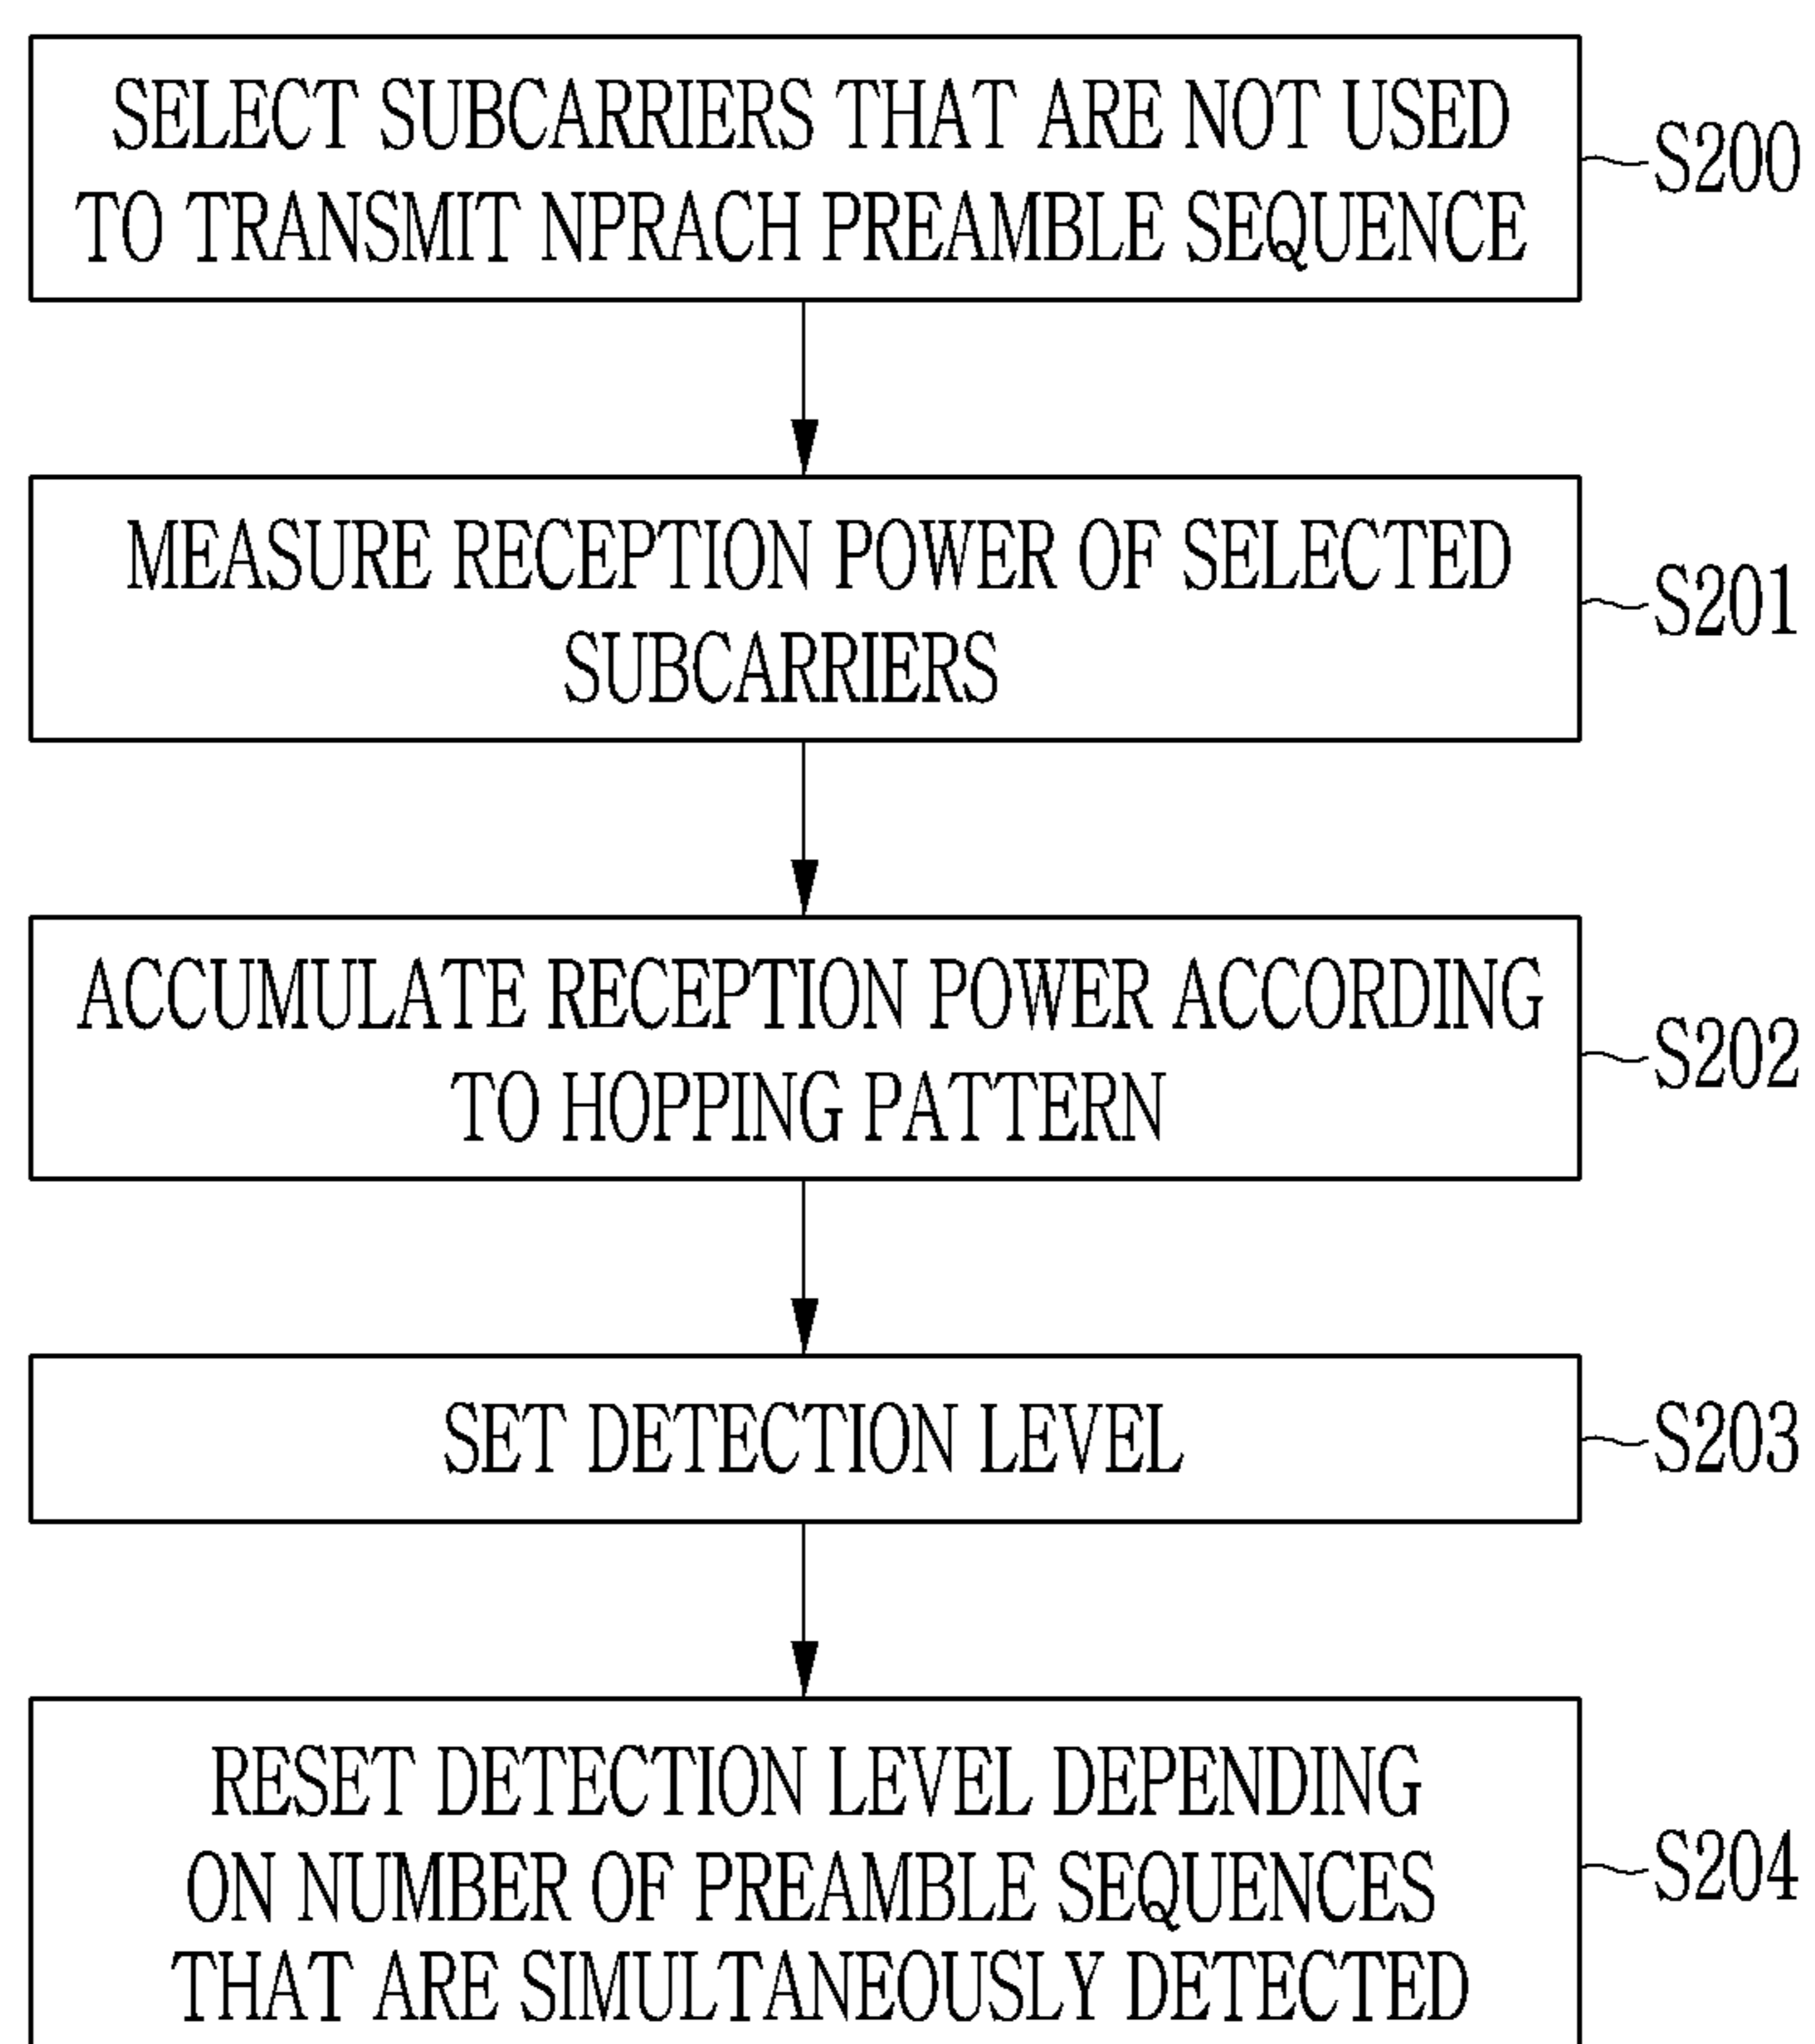 SELECT SUBCARRIERS THAT ARE NOT USED
TO TRANSMIT NPRACH PREAMBLE SEQUENCE
S200
MEASURE RECEPTION POWER OF SELECTED
SUBCARRIERS
S201
ACCUMULATE RECEPTION POWER ACCORDING
TO HOPPING PATTERN
S202
SET DETECTION LEVEL
S203
RESET DETECTION LEVEL DEPENDING
ON NUMBER OF PREAMBLE SEQUENCES
THAT ARE SIMULTANEOUSLY DETECTED
S204